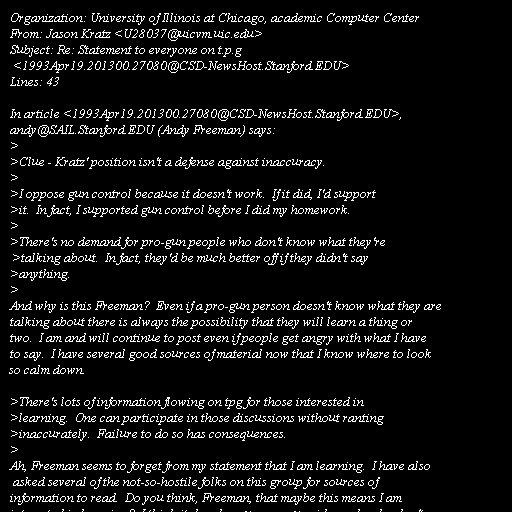 Organization: University of Illinois at Chicago, academic Computer Center
From: Jason Kratz <U28037@uicvm.uic.edu>
Subject: Re: Statement to everyone on t.p.g
 <1993Apr19.201300.27080@CSD-NewsHost.Stanford.EDU>
Lines: 43

In article <1993Apr19.201300.27080@CSD-NewsHost.Stanford.EDU>,
andy@SAIL.Stanford.EDU (Andy Freeman) says:
>
>Clue - Kratz' position isn't a defense against inaccuracy.
>
>I oppose gun control because it doesn't work.  If it did, I'd support
>it.  In fact, I supported gun control before I did my homework.
>
>There's no demand for pro-gun people who don't know what they're
 >talking about.  In fact, they'd be much better off if they didn't say
>anything.
>
And why is this Freeman?  Even if a pro-gun person doesn't know what they are
talking about there is always the possibility that they will learn a thing or
two.  I am and will continue to post even if people get angry with what I have
to say.  I have several good sources of material now that I know where to look
so calm down.

>There's lots of information flowing on tpg for those interested in
>learning.  One can participate in those discussions without ranting
>inaccurately.  Failure to do so has consequences.
>
Ah, Freeman seems to forget from my statement that I am learning.  I have also
 asked several of the not-so-hostile folks on this group for sources of
information to read.  Do you think, Freeman, that maybe this means I am